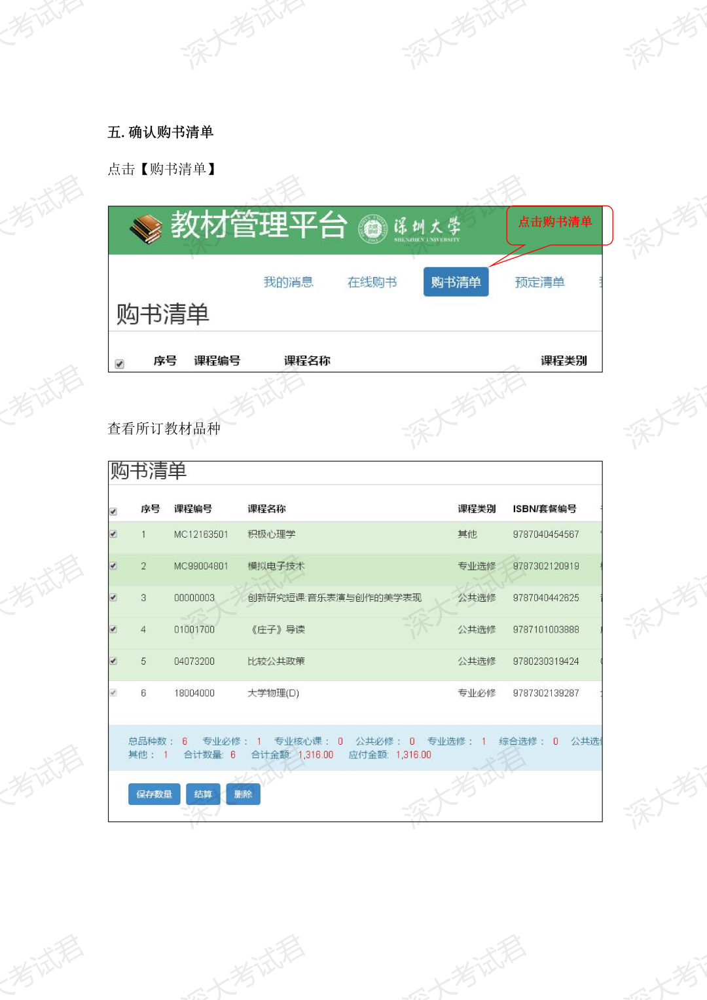 五. 确认购书清单
点击【购书清单】
教材管理平台 深圳大学
SHENZHEN UNIVERSITY
点击购书清单
我的消息 在线购书 购书清单 预定清单
购书清单
序号 课程编号 课程名称 课程类别
查看所订教材品种
购书清单
序号 课程编号 课程名称 课程类别 ISBN/套餐编号
1 MC12163501 积极心理学 其他 9787040454567
2 MC99004801 模拟电子技术 专业选修 9787302120919
3 00000003 创新研究短课:音乐表演与创作的美学表现 公共选修 9787040442625
4 01001700 《庄子》导读 公共选修 9787101003888
5 04073200 比较公共政策 公共选修 9780230319424
6 18004000 大学物理(D) 专业必修 9787302139287
总品种数： 6 专业必修： 1 专业核心课： 0 公共必修： 0 专业选修： 1 综合选修： 0 公共选
其他： 1 合计数量: 6 合计金额: 1,316.00 应付金额: 1,316.00
保存数量 结算 删除
深大考试君